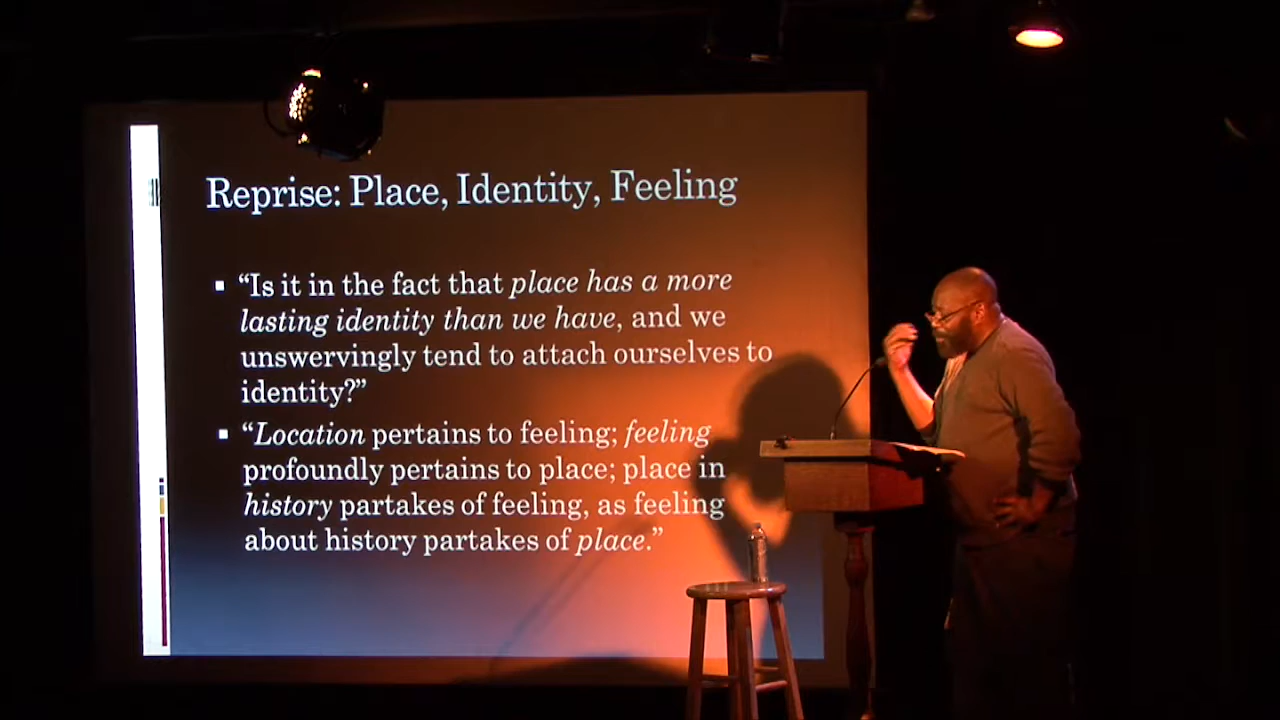 Reprise: Place, Identity, Feeling
“Is it in the fact that place has a more
lasting identity than we have, and we
unswervingly tend to attach ourselves to
identity?”
“Location pertains to feeling; feeling
profoundly pertains to place; place in
history partakes of feeling, as feeling
about history partakes of place.”